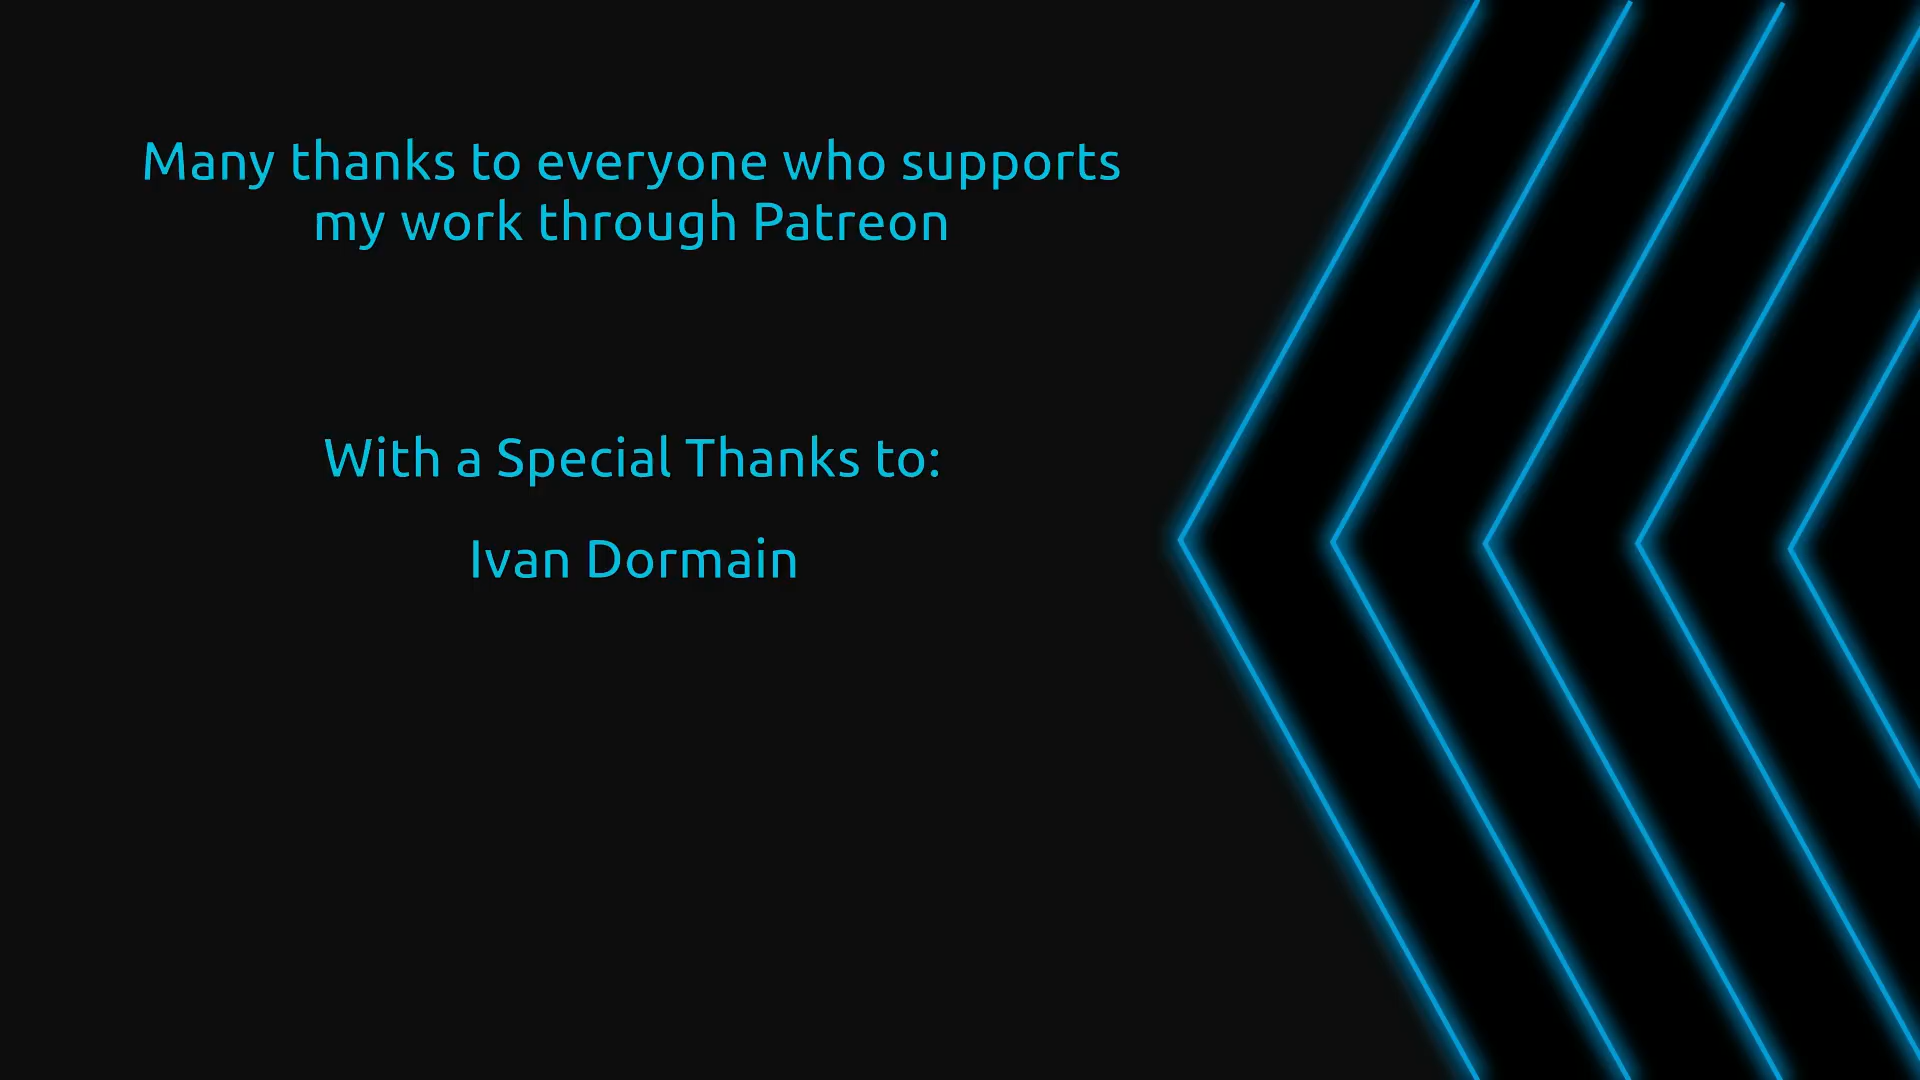 Many thanks to everyone who supports
my work through Patreon
With a Special Thanks to:
Ivan Dormain